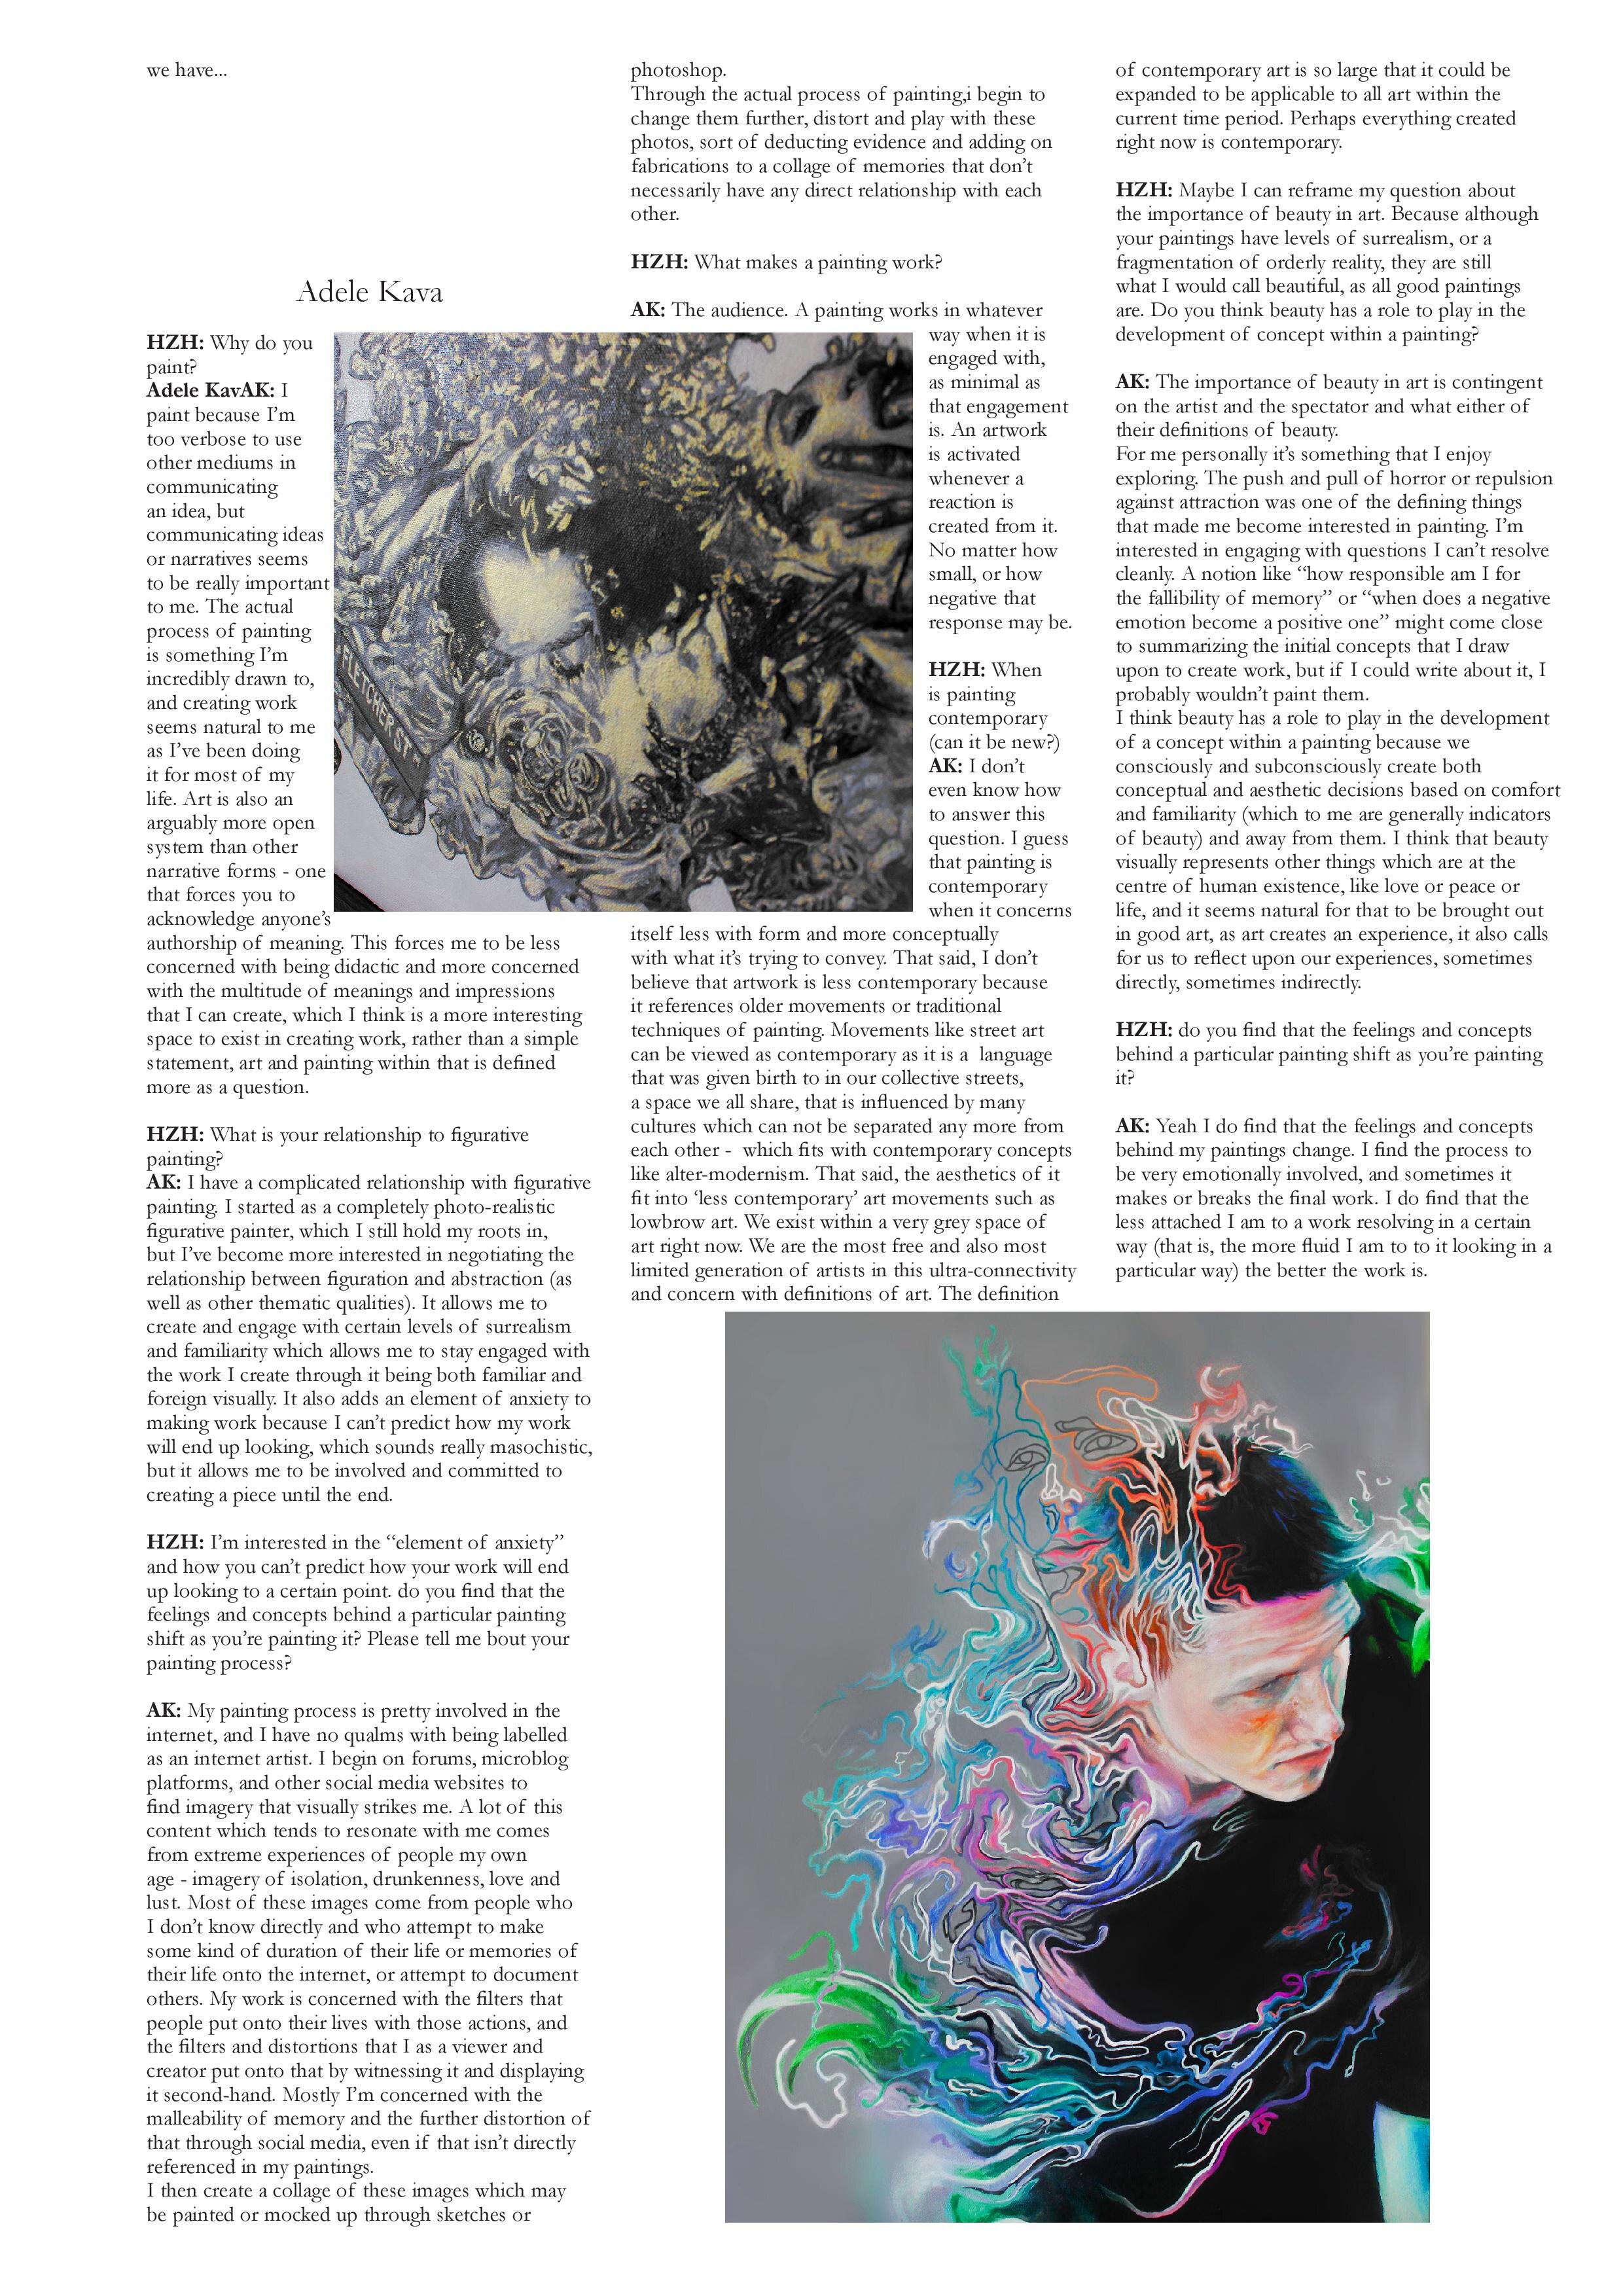 we have...
Adele Kava
HZH: Why do you
paint?
Adele KavAK: I
paint because I’m
too verbose to use
other mediums in
communicating
an idea, but
communicating ideas
or narratives seems
to be really important
to me. The actual
process of painting
is something I’m
incredibly drawn to,
and creating work
seems natural to me
as I’ve been doing
it for most of my
life. Art is also an
arguably more open
system than other
narrative forms - one
that forces you to
acknowledge anyone’s
authorship of meaning. This forces me to be less
concerned with being didactic and more concerned
with the multitude of meanings and impressions
that I can create, which I think is a more interesting
space to exist in creating work, rather than a simple
statement, art and painting within that is defined
more as a question.
HZH: What is your relationship to figurative
painting?
AK: I have a complicated relationship with figurative
painting. I started as a completely photo-realistic
figurative painter, which I still hold my roots in,
but I’ve become more interested in negotiating the
relationship between figuration and abstraction (as
well as other thematic qualities). It allows me to
create and engage with certain levels of surrealism
and familiarity which allows me to stay engaged with
the work I create through it being both familiar and
foreign visually. It also adds an element of anxiety to
making work because I can’t predict how my work
will end up looking, which sounds really masochistic,
but it allows me to be involved and committed to
creating a piece until the end.
HZH: I’m interested in the “element of anxiety”
and how you can’t predict how your work will end
up looking to a certain point. do you find that the
feelings and concepts behind a particular painting
shift as you’re painting it? Please tell me bout your
painting process?
AK: My painting process is pretty involved in the
internet, and I have no qualms with being labelled
as an internet artist. I begin on forums, microblog
platforms, and other social media websites to
find imagery that visually strikes me. A lot of this
content which tends to resonate with me comes
from extreme experiences of people my own
age - imagery of isolation, drunkenness, love and
lust. Most of these images come from people who
I don’t know directly and who attempt to make
some kind of duration of their life or memories of
their life onto the internet, or attempt to document
others. My work is concerned with the filters that
people put onto their lives with those actions, and
the filters and distortions that I as a viewer and
creator put onto that by witnessing it and displaying
it second-hand. Mostly I’m concerned with the
malleability of memory and the further distortion of
that through social media, even if that isn’t directly
referenced in my paintings.
I then create a collage of these images which may
be painted or mocked up through sketches or
photoshop.
Through the actual process of painting,i begin to
change them further, distort and play with these
photos, sort of deducting evidence and adding on
fabrications to a collage of memories that don’t
necessarily have any direct relationship with each
other.
HZH: What makes a painting work?
AK: The audience. A painting works in whatever
way when it is
engaged with,
as minimal as
that engagement
is. An artwork
is activated
whenever a
reaction is
created from it.
No matter how
small, or how
negative that
response may be.
HZH: When
is painting
contemporary
(can it be new?)
AK: I don’t
even know how
to answer this
question. I guess
that painting is
contemporary
when it concerns
itself less with form and more conceptually
with what it’s trying to convey. That said, I don’t
believe that artwork is less contemporary because
it references older movements or traditional
techniques of painting. Movements like street art
can be viewed as contemporary as it is a language
that was given birth to in our collective streets,
a space we all share, that is influenced by many
cultures which can not be separated any more from
each other - which fits with contemporary concepts
like alter-modernism. That said, the aesthetics of it
fit into ‘less contemporary’ art movements such as
lowbrow art. We exist within a very grey space of
art right now. We are the most free and also most
limited generation of artists in this ultra-connectivity
and concern with definitions of art. The definition
of contemporary art is so large that it could be
expanded to be applicable to all art within the
current time period. Perhaps everything created
right now is contemporary.
HZH: Maybe I can reframe my question about
the importance of beauty in art. Because although
your paintings have levels of surrealism, or a
fragmentation of orderly reality, they are still
what I would call beautiful, as all good paintings
are. Do you think beauty has a role to play in the
development of concept within a painting?
AK: The importance of beauty in art is contingent
on the artist and the spectator and what either of
their definitions of beauty.
For me personally it’s something that I enjoy
exploring. The push and pull of horror or repulsion
against attraction was one of the defining things
that made me become interested in painting. I’m
interested in engaging with questions I can’t resolve
cleanly. A notion like “how responsible am I for
the fallibility of memory” or “when does a negative
emotion become a positive one” might come close
to summarizing the initial concepts that I draw
upon to create work, but if I could write about it, I
probably wouldn’t paint them.
I think beauty has a role to play in the development
of a concept within a painting because we
consciously and subconsciously create both
conceptual and aesthetic decisions based on comfort
and familiarity (which to me are generally indicators
of beauty) and away from them. I think that beauty
visually represents other things which are at the
centre of human existence, like love or peace or
life, and it seems natural for that to be brought out
in good art, as art creates an experience, it also calls
for us to reflect upon our experiences, sometimes
directly, sometimes indirectly.
HZH: do you find that the feelings and concepts
behind a particular painting shift as you’re painting
it?
AK: Yeah I do find that the feelings and concepts
behind my paintings change. I find the process to
be very emotionally involved, and sometimes it
makes or breaks the final work. I do find that the
less attached I am to a work resolving in a certain
way (that is, the more fluid I am to to it looking in a
particular way) the better the work is.
FLETCHER ST